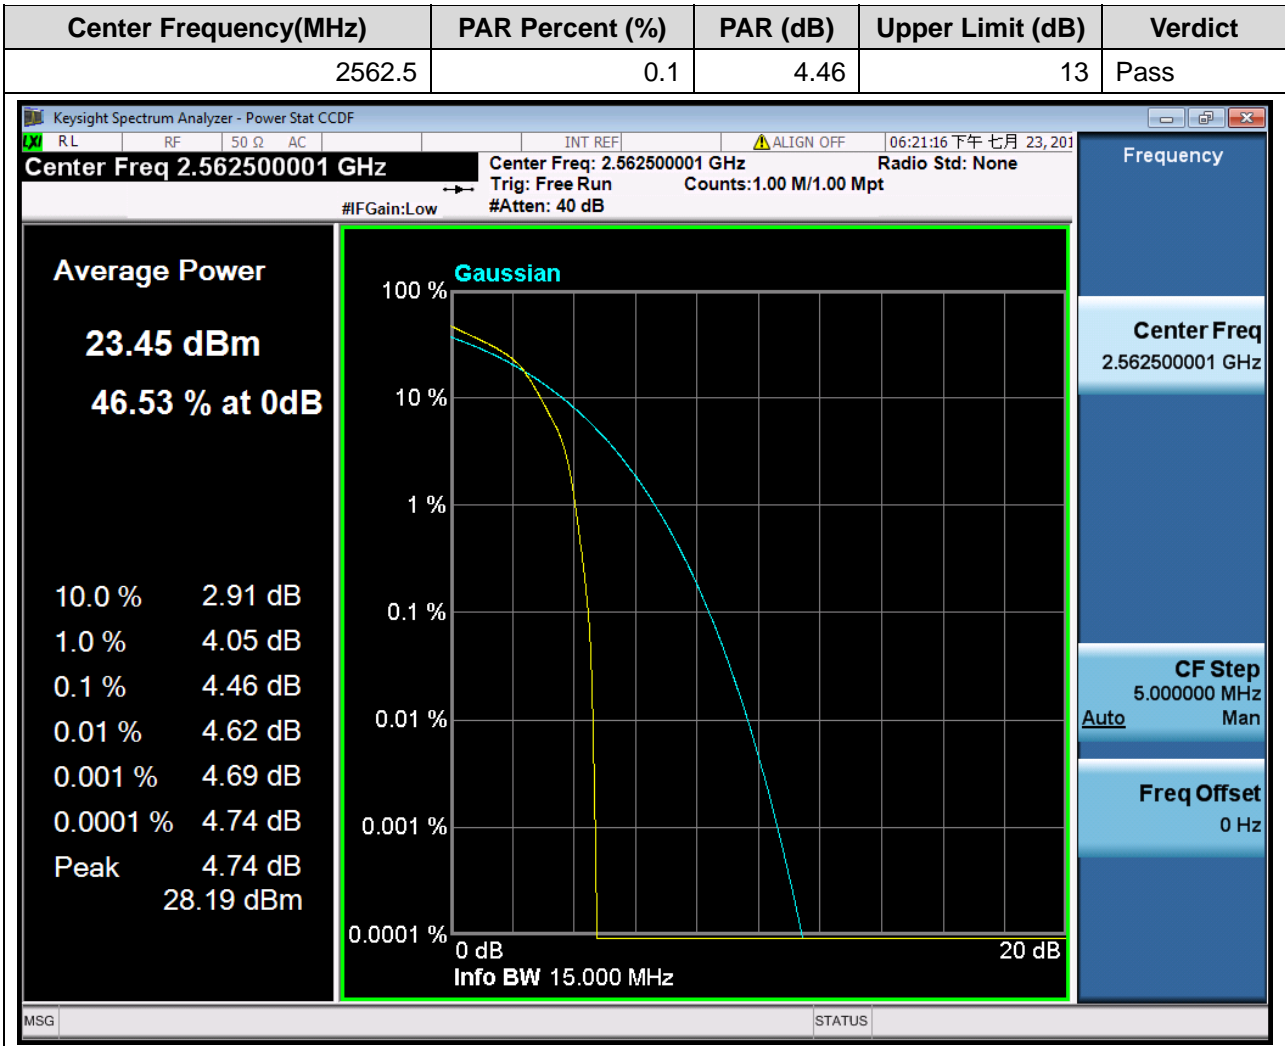 Center Frequency(MHz) PAR Percent (%) PAR (dB) Upper Limit (dB) Verdict
2562.5 0.1 4.46 13 Pass
Keysight Spectrum Analyzer - Power Stat CCDF
LXI RL RF 50 Ω AC INT REF ALIGN OFF 06:21:16 下午 七月 23, 201
Center Freq 2.562500001 GHz
Center Freq: 2.562500001 GHz Radio Std: None
Trig: Free Run Counts:1.00 M/1.00 Mpt
#IFGain:Low #Atten: 40 dB
Frequency
Average Power
23.45 dBm
46.53 % at 0dB
10.0 % 2.91 dB
1.0 % 4.05 dB
0.1 % 4.46 dB
0.01 % 4.62 dB
0.001 % 4.69 dB
0.0001 % 4.74 dB
Peak 4.74 dB
28.19 dBm
Gaussian
100 %
10 %
1 %
0.1 %
0.01 %
0.001 %
0.0001 %
0 dB 20 dB
Info BW 15.000 MHz
Center Freq
2.562500001 GHz
CF Step
5.000000 MHz
Auto Man
Freq Offset
0 Hz
MSG STATUS